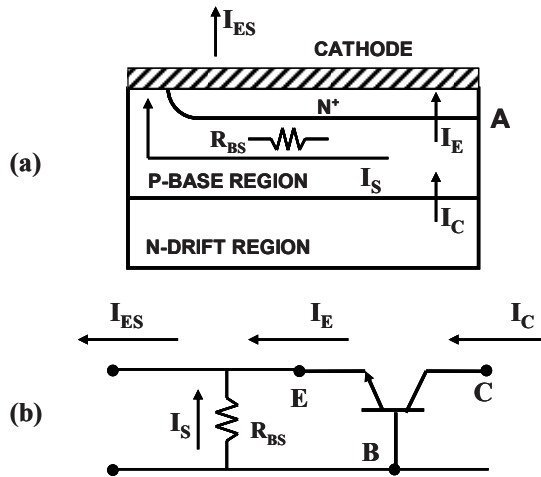 I_ES
CATHODE
N⁺
A
(a)
R_BS
I_E
P-BASE REGION
I_S
I_C
N-DRIFT REGION
I_ES
I_E
I_C
E
C
(b)
I_S
R_BS
B